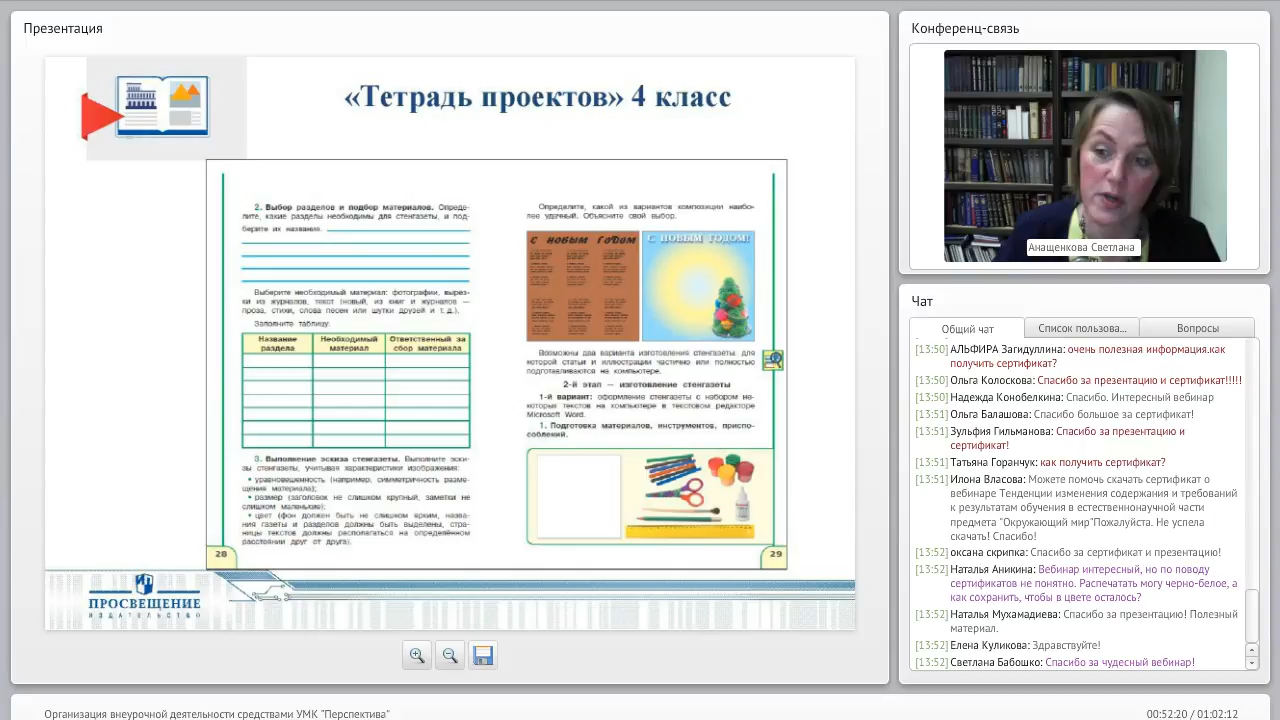 Презентация
«Тетрадь проектов» 4 класс
2. Выбор разделов и подбор материалов. Опреде-
лите, какие разделы необходимы для стенгазеты, и под-
берите их названия.
Выберите необходимый материал: фотографии, вырез-
ки из журналов, текст (новый, из книг и журналов —
проза, стихи, слова песен или шутки друзей и т. д.).
Заполните таблицу.
Название раздела
Необходимый материал
Ответственный за сбор материала
3. Выполнение эскиза стенгазеты. Выполните эски-
зы стенгазеты, учитывая характеристики изображения:
• уравновешенность (например, симметричность разме-
щения материала);
• размер (заголовок не слишком крупный, заметки не
слишком маленькие);
• цвет (фон должен быть не слишком ярким, назва-
ния газеты и разделов должны быть выделены, стра-
ницы текстов должны располагаться на определённом
расстоянии друг от друга).
28
Определите, какой из вариантов композиции наибо-
лее удачный. Объясните свой выбор.
С НОВЫМ ГОДОМ
С НОВЫМ ГОДОМ!
Возможны два варианта изготовления стенгазеты, для
которой статьи и иллюстрации частично или полностью
подготавливаются на компьютере.
2-й этап — изготовление стенгазеты
1-й вариант: оформление стенгазеты с набором не-
которых текстов на компьютере в текстовом редакторе
Microsoft Word.
1. Подготовка материалов, инструментов, приспо-
соблений.
29
ПРОСВЕЩЕНИЕ
ИЗДАТЕЛЬСТВО
Конференц-связь
Анащенкова Светлана
Чат
Общий чат
Список пользова...
Вопросы
[13:50] АЛЬФИРА Загидуллина: очень полезная информация.как
получить сертификат?
[13:50] Ольга Колоскова: Спасибо за презентацию и сертификат!!!!!
[13:50] Надежда Конобелкина: Спасибо. Интересный вебинар
[13:51] Ольга Балашова: Спасибо большое за сертификат!
[13:51] Зульфия Гильманова: Спасибо за презентацию и
сертификат!
[13:51] Татьяна Горанчук: как получить сертификат?
[13:51] Илона Власова: Можете помочь скачать сертификат о
вебинаре Тенденции изменения содержания и требований
к результатам обучения в естественнонаучной части
предмета "Окружающий мир"Пожалуйста. Не успела
скачать! Спасибо!
[13:52] оксана скрипка: Спасибо за сертификат и презентацию!
[13:52] Наталья Аникина: Вебинар интересный, но по поводу
сертификатов не понятно. Распечатать могу черно-белое, а
как сохранить, чтобы в цвете осталось?
[13:52] Наталья Мухамадиева: Спасибо за презентацию! Полезный
материал.
[13:52] Елена Куликова: Здравствуйте!
[13:52] Светлана Бабошко: Спасибо за чудесный вебинар!
Организация внеурочной деятельности средствами УМК "Перспектива"
00:52:20 / 01:02:12